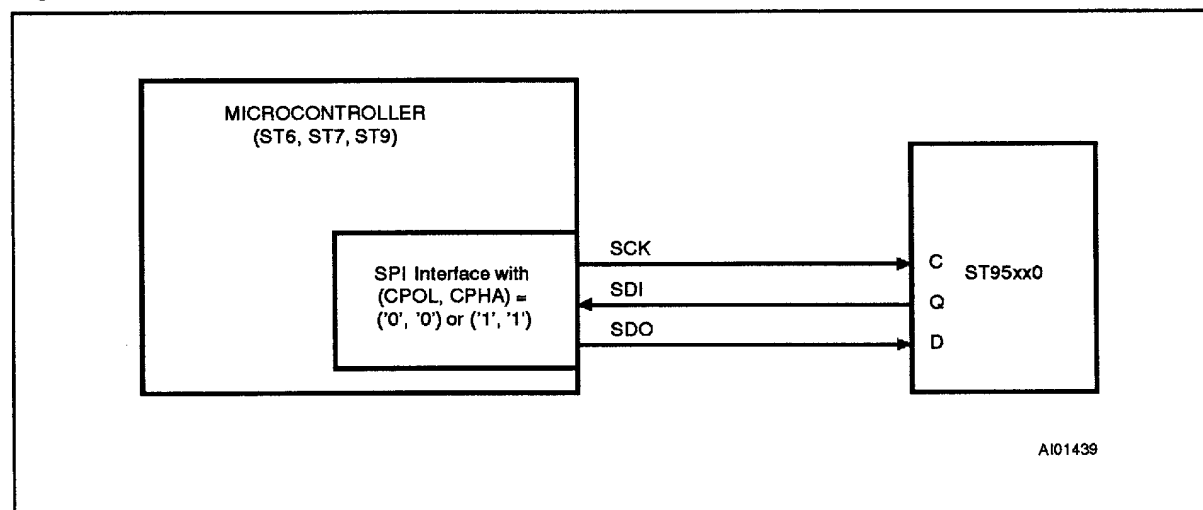 MICROCONTROLLER
(ST6, ST7, ST9)
SPI Interface with
(CPOL, CPHA) =
('0', '0') or ('1', '1')
SCK
SDI
SDO
C
Q
D
ST95xx0
AI01439